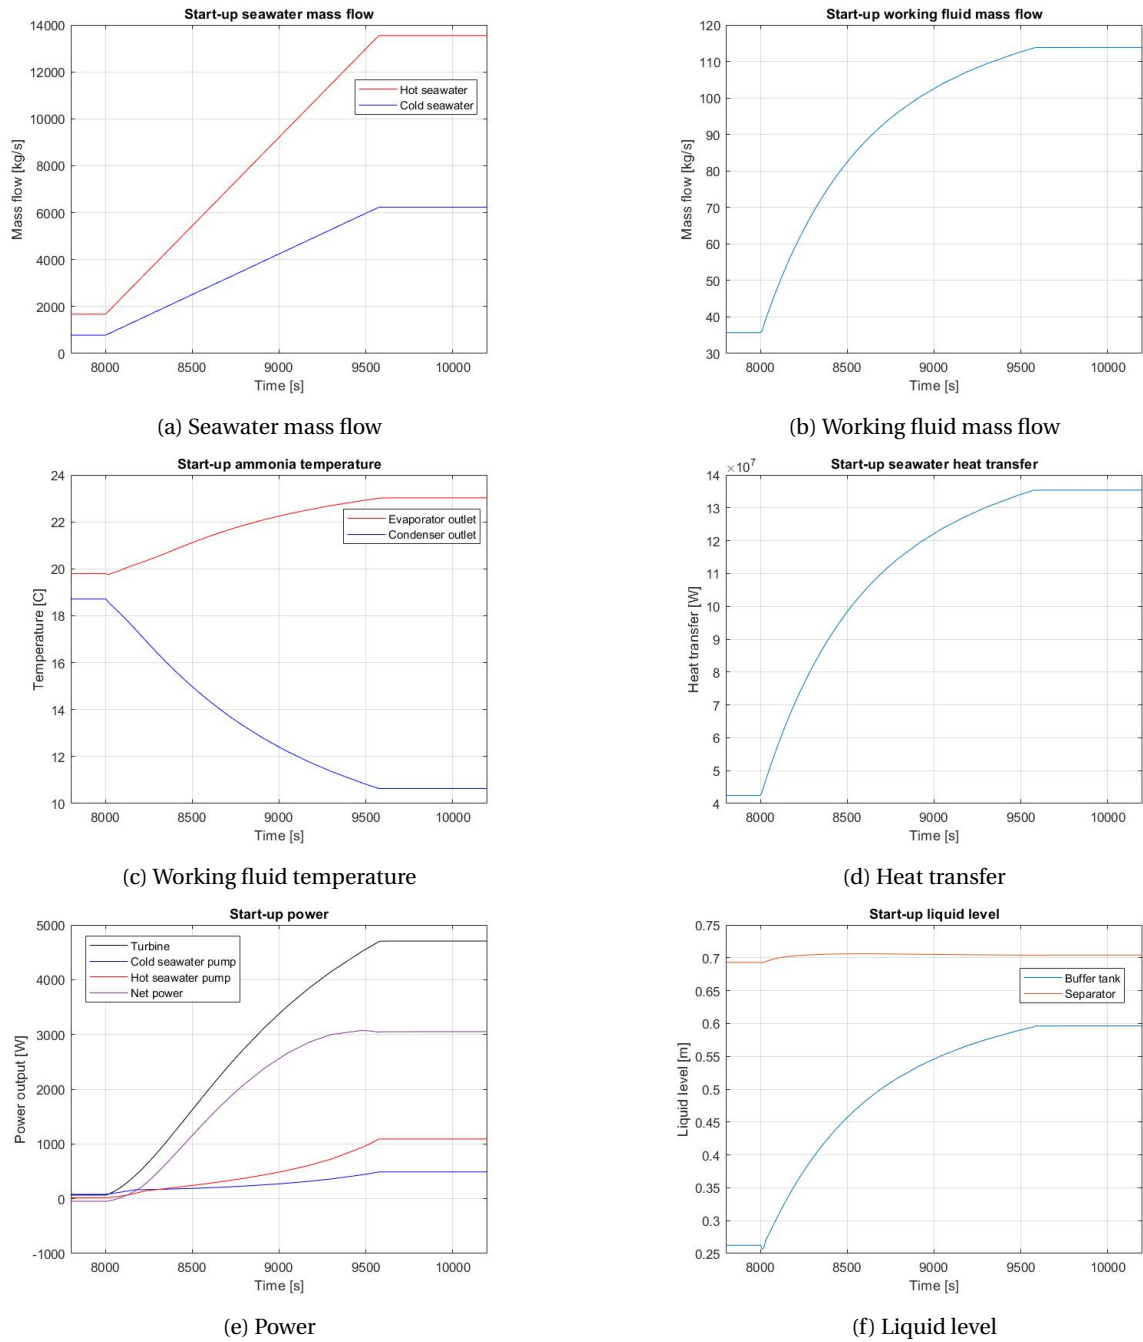 Start-up seawater mass flow
14000
12000
10000
8000
6000
4000
2000
0
Mass flow [kg/s]
Hot seawater
Cold seawater
8000 8500 9000 9500 10000
Time [s]
(a) Seawater mass flow
Start-up working fluid mass flow
120
110
100
90
80
70
60
50
40
30
Mass flow [kg/s]
8000 8500 9000 9500 10000
Time [s]
(b) Working fluid mass flow
Start-up ammonia temperature
24
22
20
18
16
14
12
10
Temperature [C]
Evaporator outlet
Condenser outlet
8000 8500 9000 9500 10000
Time [s]
(c) Working fluid temperature
Start-up seawater heat transfer
×10^7
14
13
12
11
10
9
8
7
6
5
4
Heat transfer [W]
8000 8500 9000 9500 10000
Time [s]
(d) Heat transfer
Start-up power
5000
4000
3000
2000
1000
0
-1000
Power output [W]
Turbine
Cold seawater pump
Hot seawater pump
Net power
8000 8500 9000 9500 10000
Time [s]
(e) Power
Start-up liquid level
0.75
0.7
0.65
0.6
0.55
0.5
0.45
0.4
0.35
0.3
0.25
Liquid level [m]
Buffer tank
Separator
8000 8500 9000 9500 10000
Time [s]
(f) Liquid level